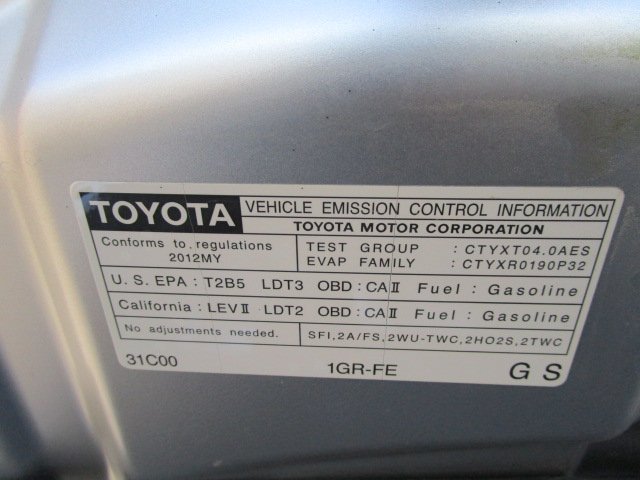 TOYOTA VEHICLE EMISSION CONTROL INFORMATION
TOYOTA MOTOR CORPORATION
Conforms to regulations
2012MY
TEST GROUP : CTYXT04.0AES
EVAP FAMILY : CTYXR0190P32
U. S. EPA : T2B5 LDT3 OBD : CAⅡ Fuel : Gasoline
California : LEVⅡ LDT2 OBD : CAⅡ Fuel : Gasoline
No adjustments needed. SFI, 2A/FS, 2WU-TWC, 2HO2S, 2TWC
31C00 1GR-FE G S